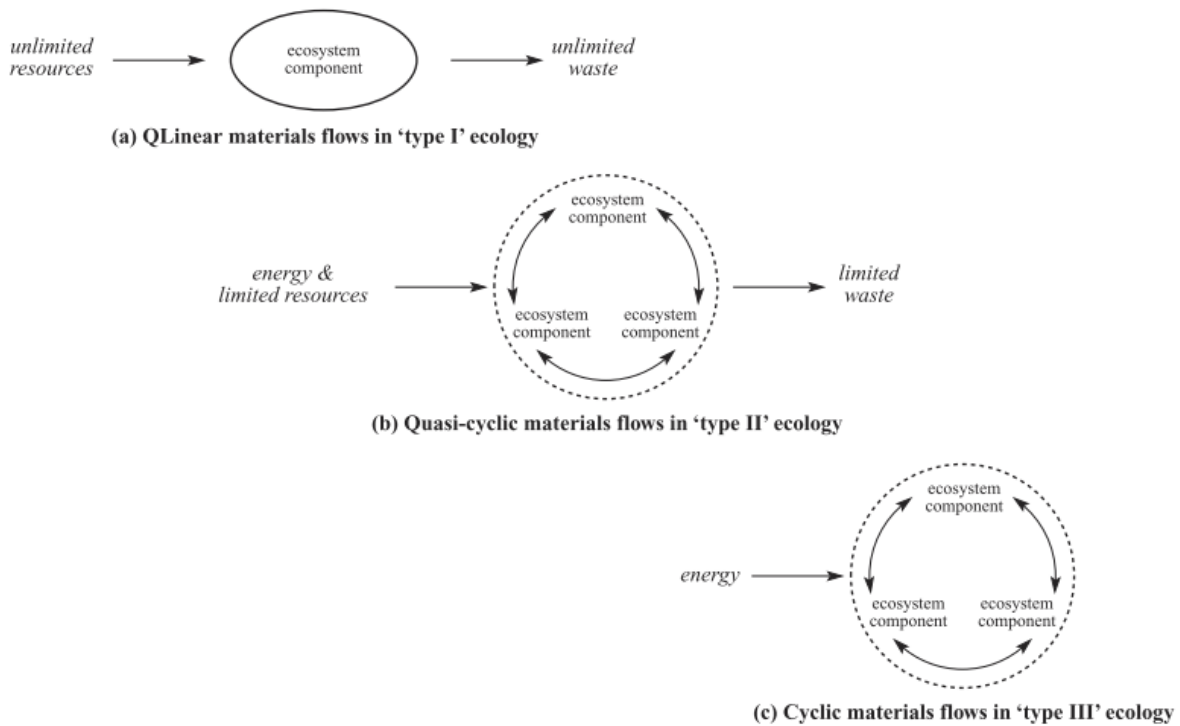 unlimited
resources
ecosystem
component
unlimited
waste
(a) QLinear materials flows in ‘type I’ ecology
ecosystem
component
energy &
limited resources
limited
waste
ecosystem
component
ecosystem
component
(b) Quasi-cyclic materials flows in ‘type II’ ecology
ecosystem
component
energy
ecosystem
component
ecosystem
component
(c) Cyclic materials flows in ‘type III’ ecology